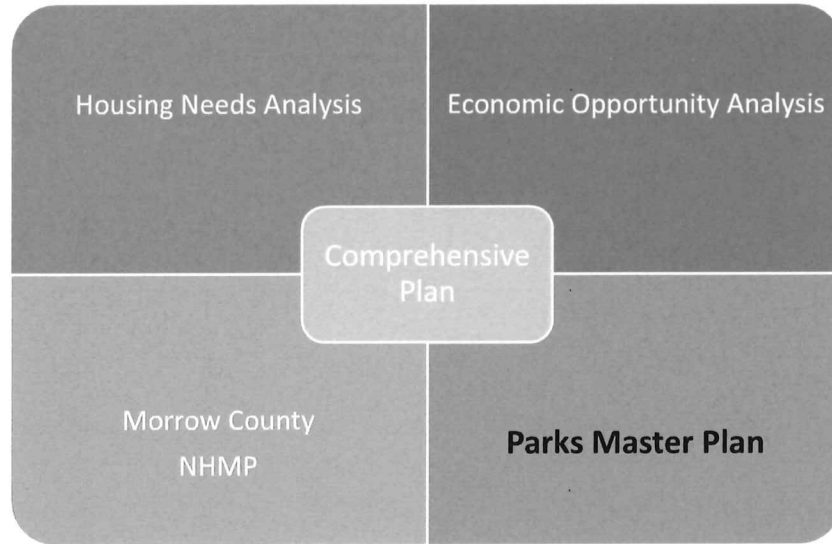 Housing Needs Analysis
Economic Opportunity Analysis
Comprehensive
Plan
Morrow County
NHMP
Parks Master Plan